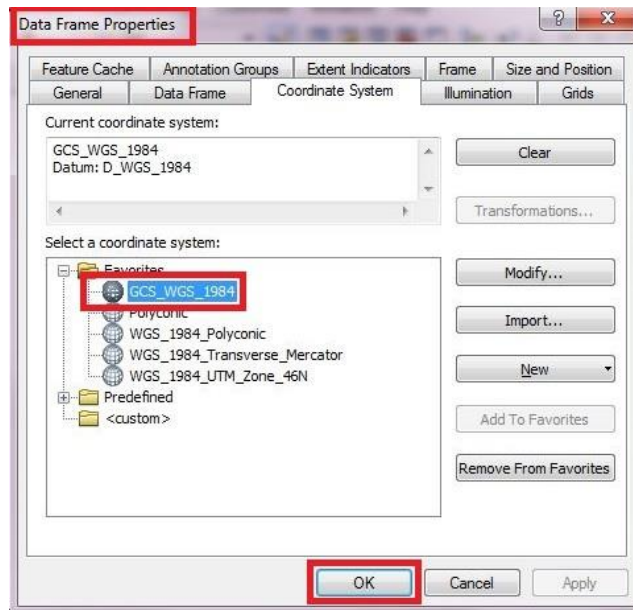 Data Frame Properties
?
X
Feature Cache Annotation Groups Extent Indicators Frame Size and Position
General Data Frame Coordinate System Illumination Grids
Current coordinate system:
GCS_WGS_1984
Datum: D_WGS_1984
Clear
Transformations...
Select a coordinate system:
Favorites
GCS_WGS_1984
Polyconic
WGS_1984_Polyconic
WGS_1984_Transverse_Mercator
WGS_1984_UTM_Zone_46N
Predefined
<custom>
Modify...
Import...
New
Add To Favorites
Remove From Favorites
OK Cancel Apply